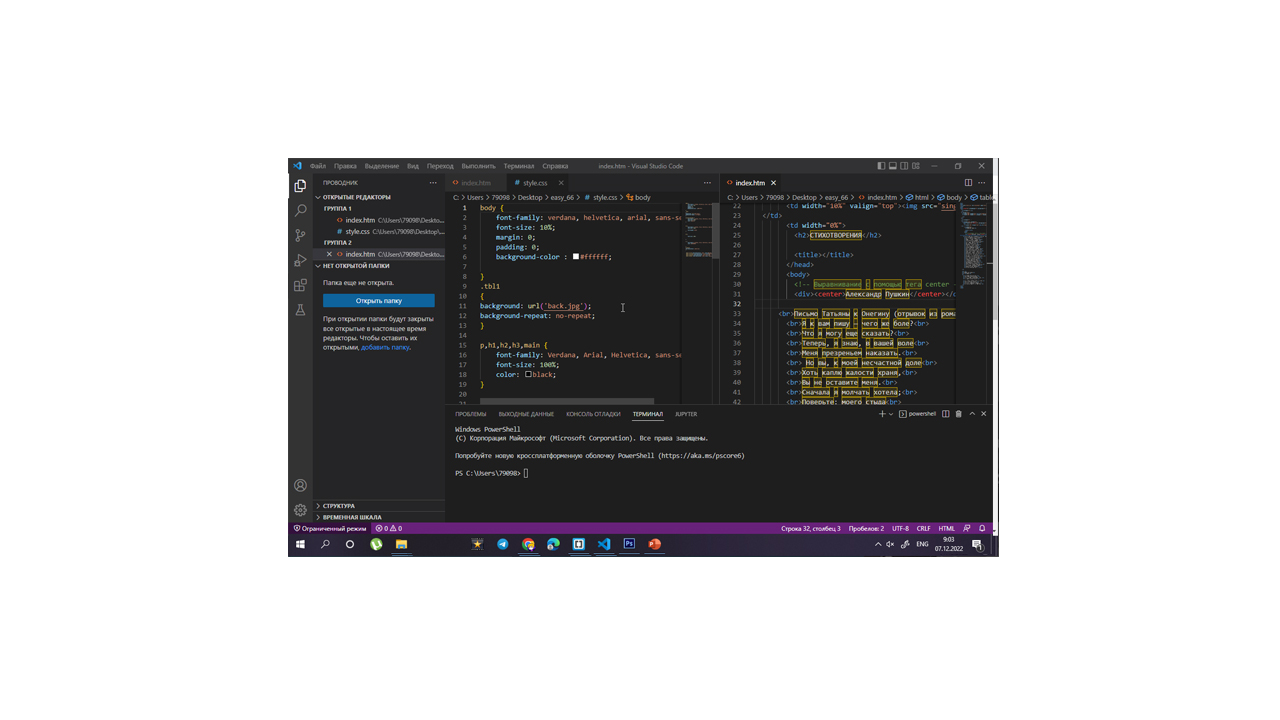 Файл Правка Выделение Вид Переход Выполнить Терминал Справка index.htm - Visual Studio Code
ПРОВОДНИК
ОТКРЫТЫЕ РЕДАКТОРЫ
ГРУППА 1
index.htm C:\Users\79098\Deskto...
style.css C:\Users\79098\Desktop\...
ГРУППА 2
index.htm C:\Users\79098\Deskto...
НЕТ ОТКРЫТОЙ ПАПКИ
Папка еще не открыта.
Открыть папку
При открытии папки будут закрыты
все открытые в настоящее время
редакторы. Чтобы оставить их
открытыми, добавить папку.
СТРУКТУРА
ВРЕМЕННАЯ ШКАЛА
index.htm style.css
C: > Users > 79098 > Desktop > easy_66 > # style.css > body
1 body {
2 font-family: verdana, helvetica, arial, sans-se
3 font-size: 10%;
4 margin: 0;
5 padding: 0;
6 background-color : #ffffff;
7
8 }
9 .tbl1
10 {
11 background: url('back.jpg');
12 background-repeat: no-repeat;
13 }
14
15 p,h1,h2,h3,main {
16 font-family: Verdana, Arial, Helvetica, sans-se
17 font-size: 100%;
18 color: black;
19 }
20
21
index.htm
C: > Users > 79098 > Desktop > easy_66 > index.htm > html > body > table
22 <td width="10%" valign="top"><img src="sin
23 </td>
24 <td width="0%">
25 <h2>СТИХОТВОРЕНИЯ</h2>
26
27 <title></title>
28 </head>
29 <body>
30 <!-- Выравнивание с помощью тега center
31 <div><center>Александр Пушкин</center></d
32
33 <br>Письмо Татьяны к Онегину (отрывок из рома
34 <br>Я к вам пишу – чего же боле?<br>
35 <br>Что я могу еще сказать?<br>
36 <br>Теперь, я знаю, в вашей воле<br>
37 <br>Меня презреньем наказать.<br>
38 <br> Но вы, к моей несчастной доле<br>
39 <br>Хоть каплю жалости храня,<br>
40 <br>Вы не оставите меня.<br>
41 <br>Сначала я молчать хотела;<br>
42 <br>Поверьте: моего стыда<br>
ПРОБЛЕМЫ ВЫХОДНЫЕ ДАННЫЕ КОНСОЛЬ ОТЛАДКИ ТЕРМИНАЛ JUPYTER powershell
Windows PowerShell
(C) Корпорация Майкрософт (Microsoft Corporation). Все права защищены.
Попробуйте новую кроссплатформенную оболочку PowerShell (https://aka.ms/pscore6)
PS C:\Users\79098>
Ограниченный режим 0 0 Строка 32, столбец 3 Пробелов: 2 UTF-8 CRLF HTML
ENG 9:03
07.12.2022